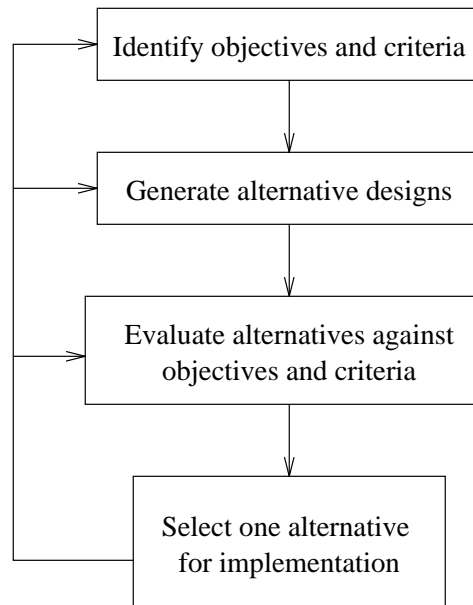 Identify objectives and criteria
Generate alternative designs
Evaluate alternatives against
objectives and criteria
Select one alternative
for implementation